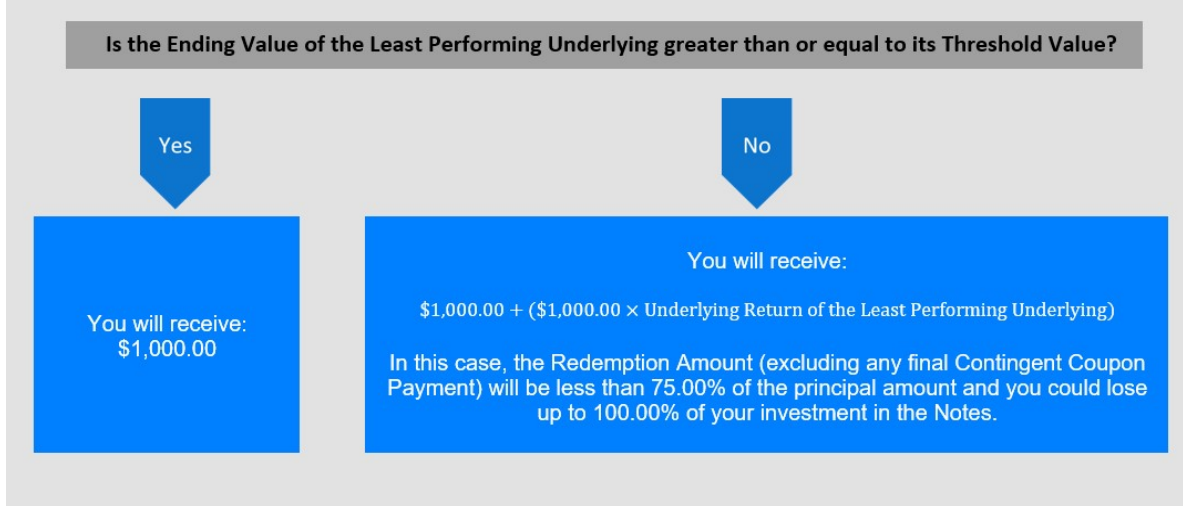 Is the Ending Value of the Least Performing Underlying greater than or equal to its Threshold Value?
Yes
No
You will receive:
$1,000.00
You will receive:
$1,000.00 + ($1,000.00 × Underlying Return of the Least Performing Underlying)
In this case, the Redemption Amount (excluding any final Contingent Coupon
Payment) will be less than 75.00% of the principal amount and you could lose
up to 100.00% of your investment in the Notes.